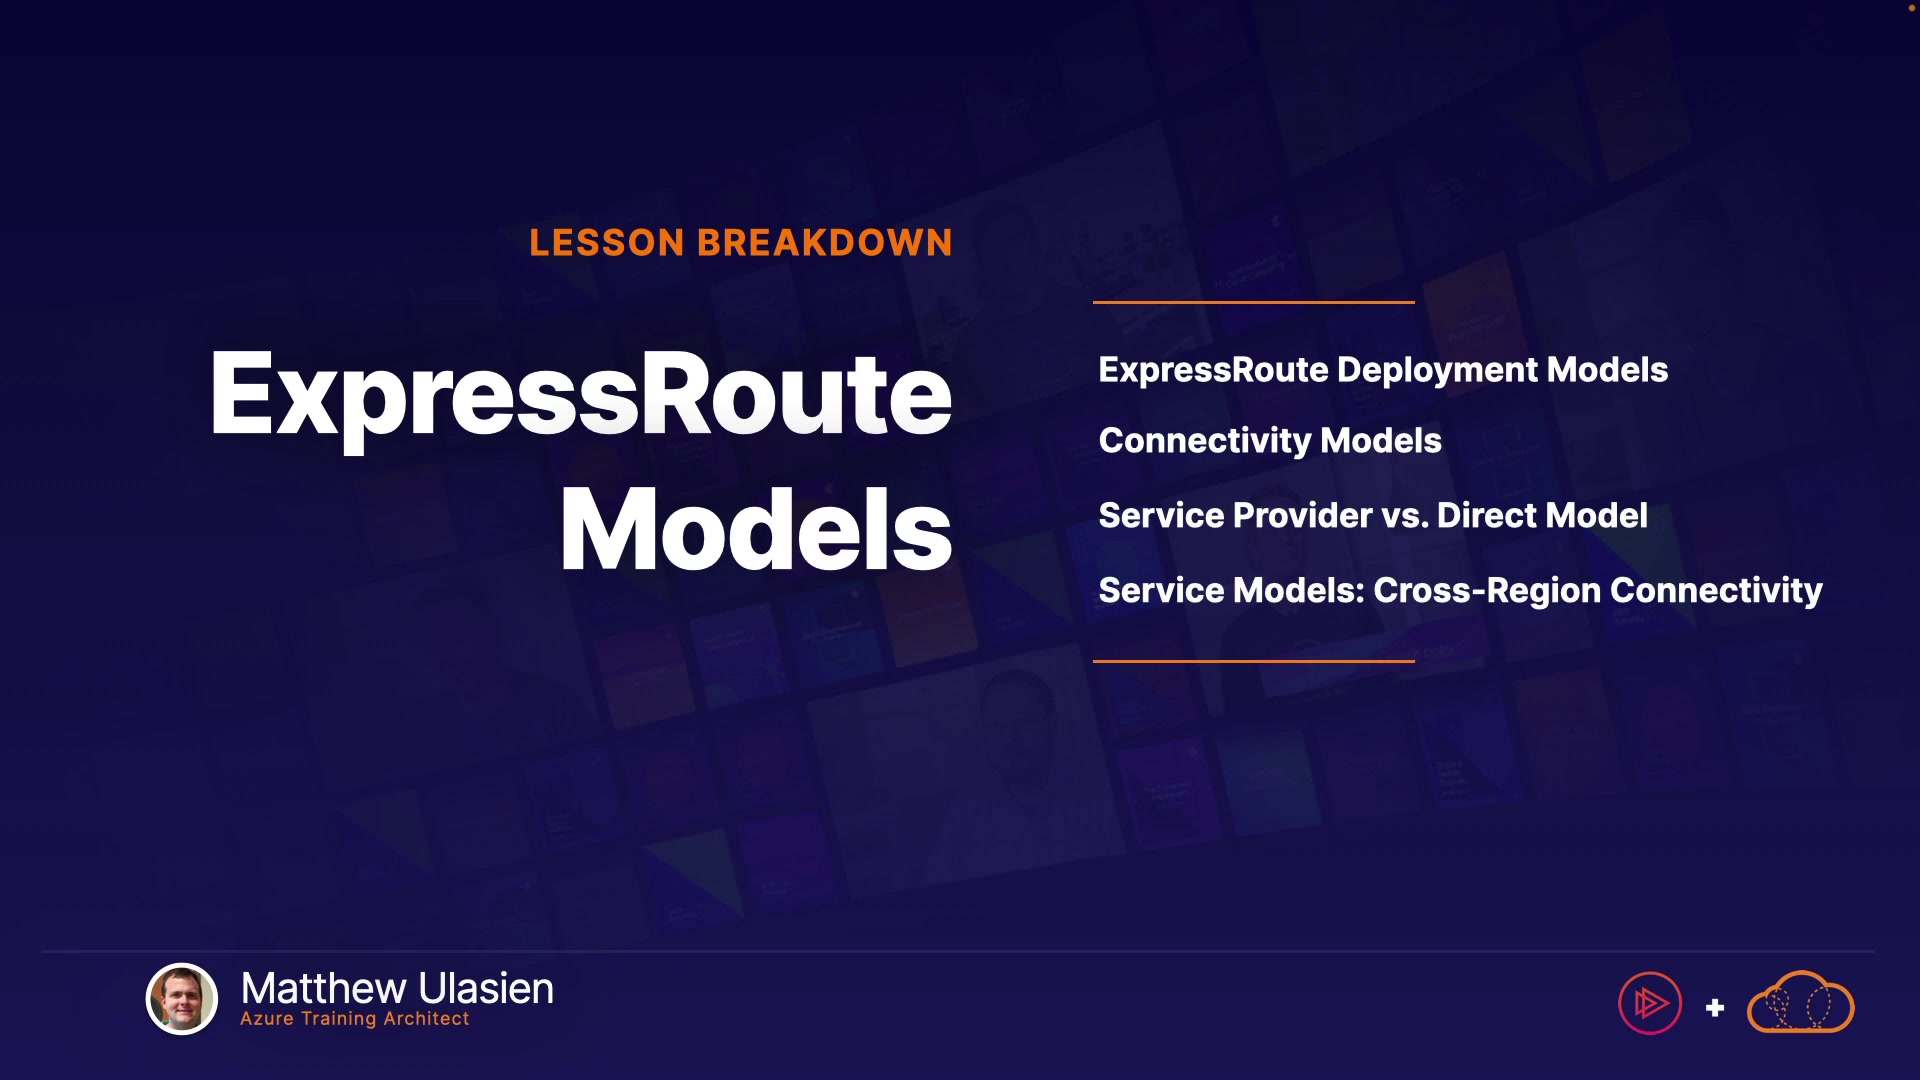 LESSON BREAKDOWN
ExpressRoute
Models
ExpressRoute Deployment Models
Connectivity Models
Service Provider vs. Direct Model
Service Models: Cross-Region Connectivity
Matthew Ulasien
Azure Training Architect